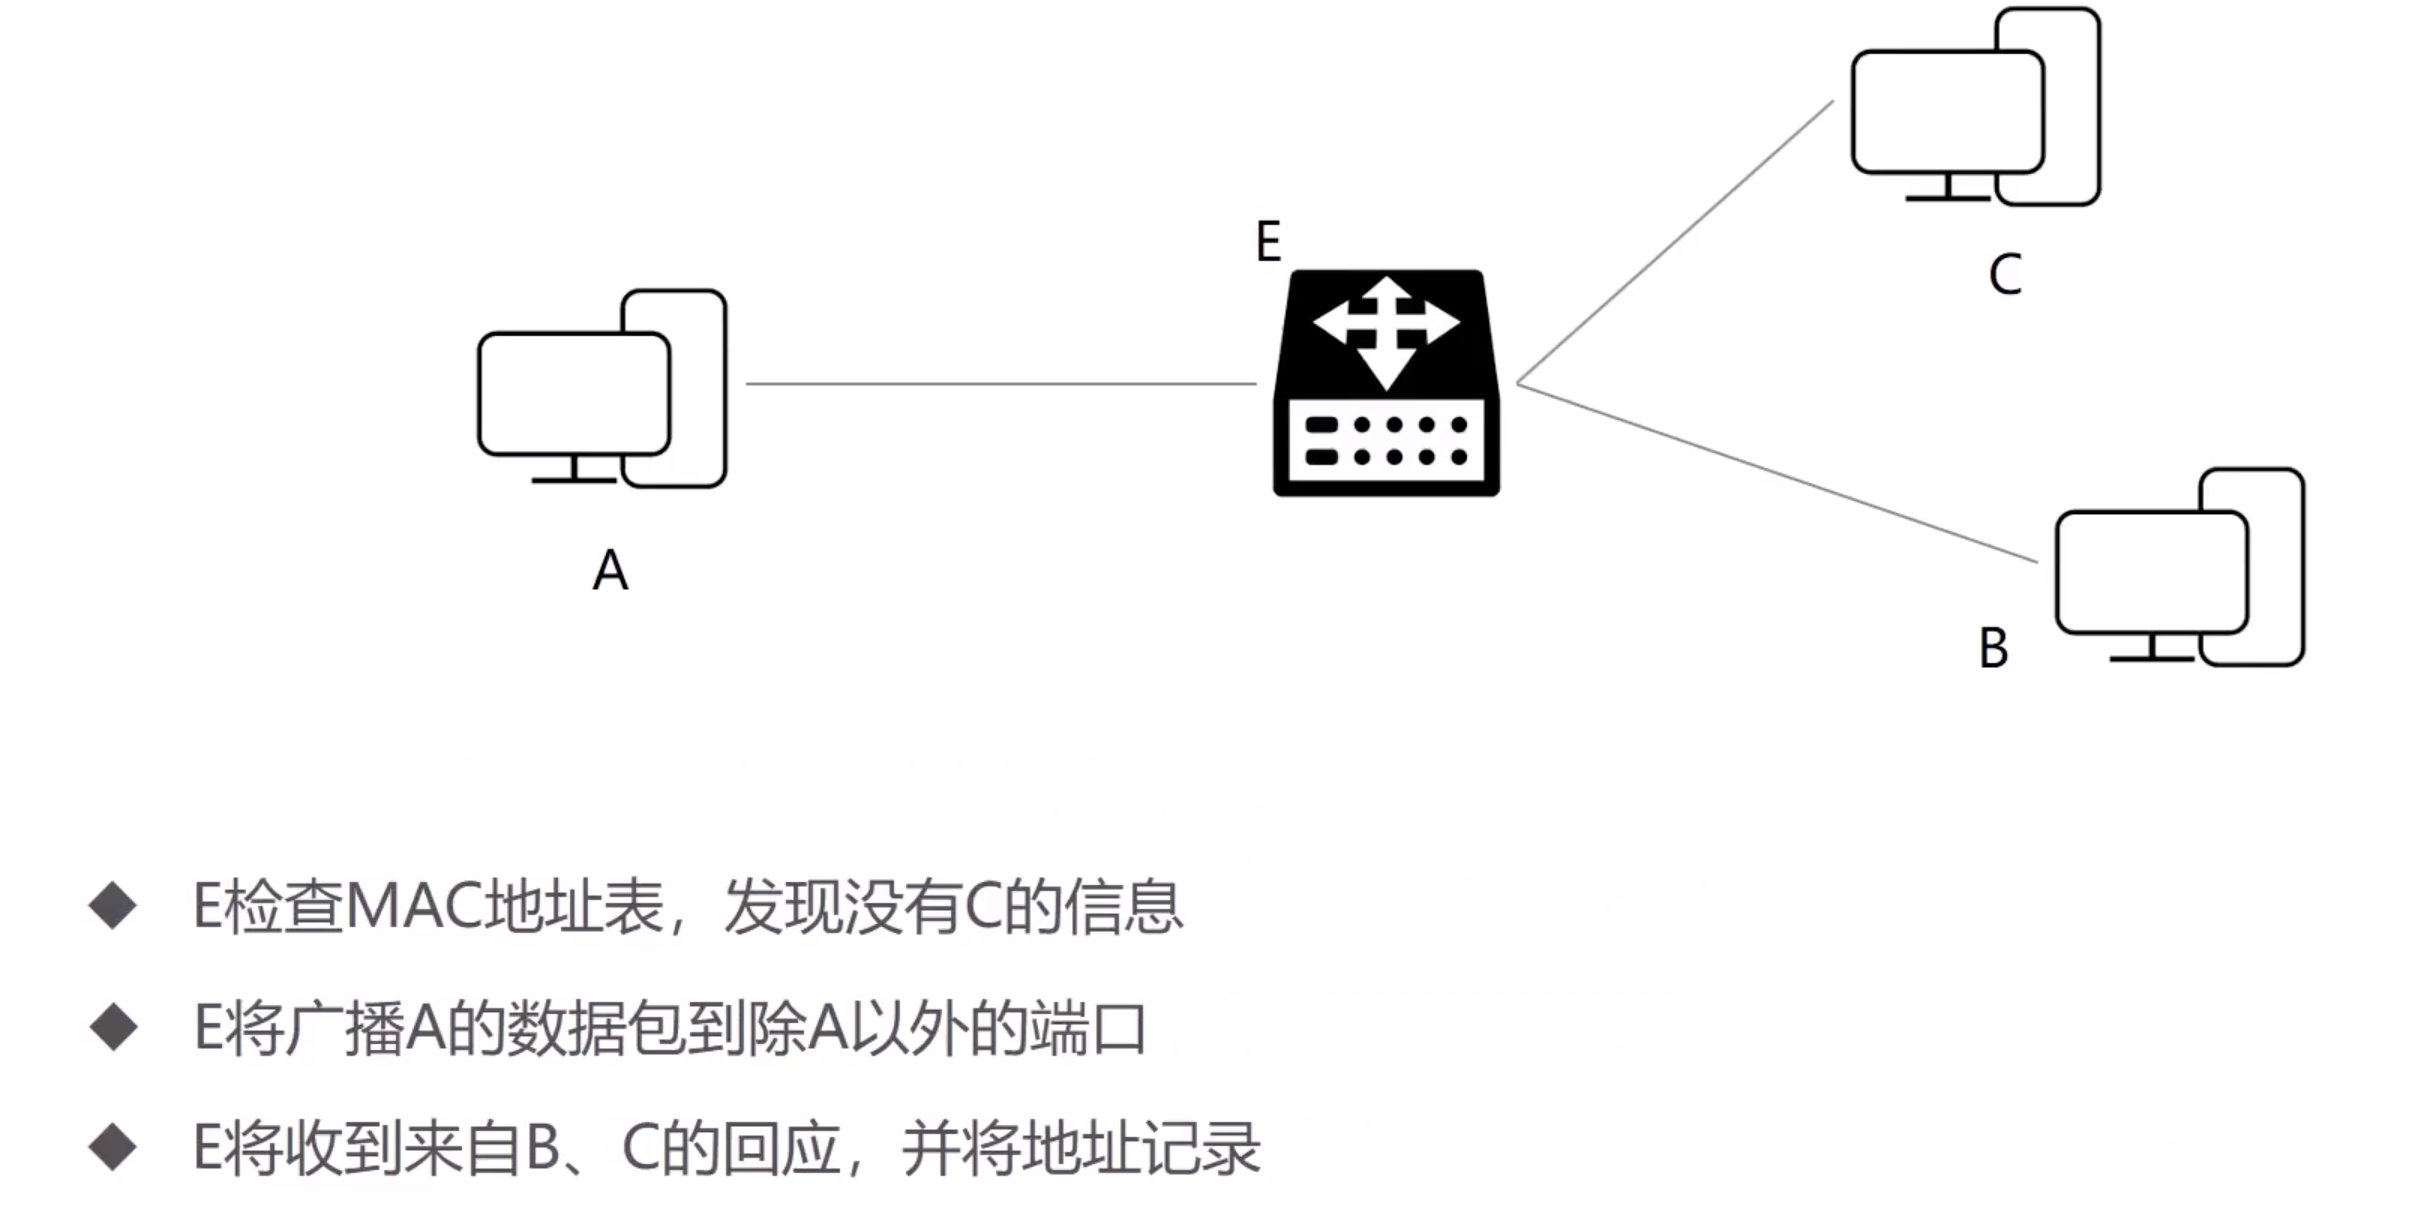 C
E
A
B
E检查MAC地址表，发现没有C的信息
E将广播A的数据包到除A以外的端口
E将收到来自B、C的回应，并将地址记录